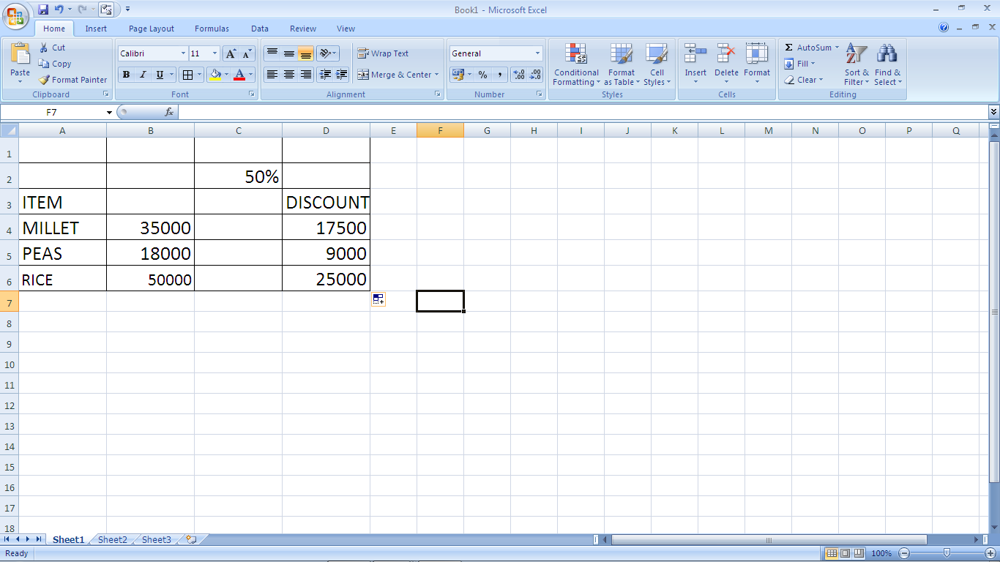 Book1 - Microsoft Excel
Home Insert Page Layout Formulas Data Review View
Paste Cut Copy Format Painter
Clipboard
Calibri 11 A A
B I U A
Font
Wrap Text
Merge & Center
Alignment
General
% , .00 .0
Number
Conditional Formatting Format as Table Cell Styles
Styles
Insert Delete Format
Cells
Σ AutoSum Fill Clear Sort & Filter Find & Select
Editing
F7 fx
A B C D E F G H I J K L M N O P Q
1
2 50%
3 ITEM DISCOUNT
4 MILLET 35000 17500
5 PEAS 18000 9000
6 RICE 50000 25000
7
8
9
10
11
12
13
14
15
16
17
18
Sheet1 Sheet2 Sheet3
Ready 100%